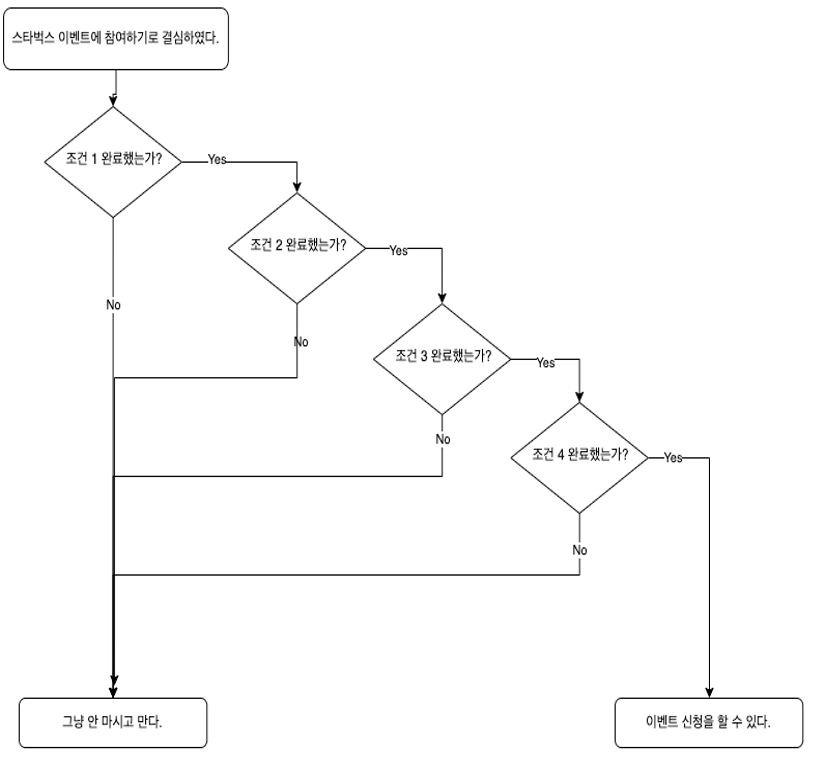 스타벅스 이벤트에 참여하기로 결심하였다.
조건 1 완료했는가?
Yes
No
조건 2 완료했는가?
Yes
No
조건 3 완료했는가?
Yes
No
조건 4 완료했는가?
Yes
No
그냥 안 마시고 만다.
이벤트 신청을 할 수 있다.